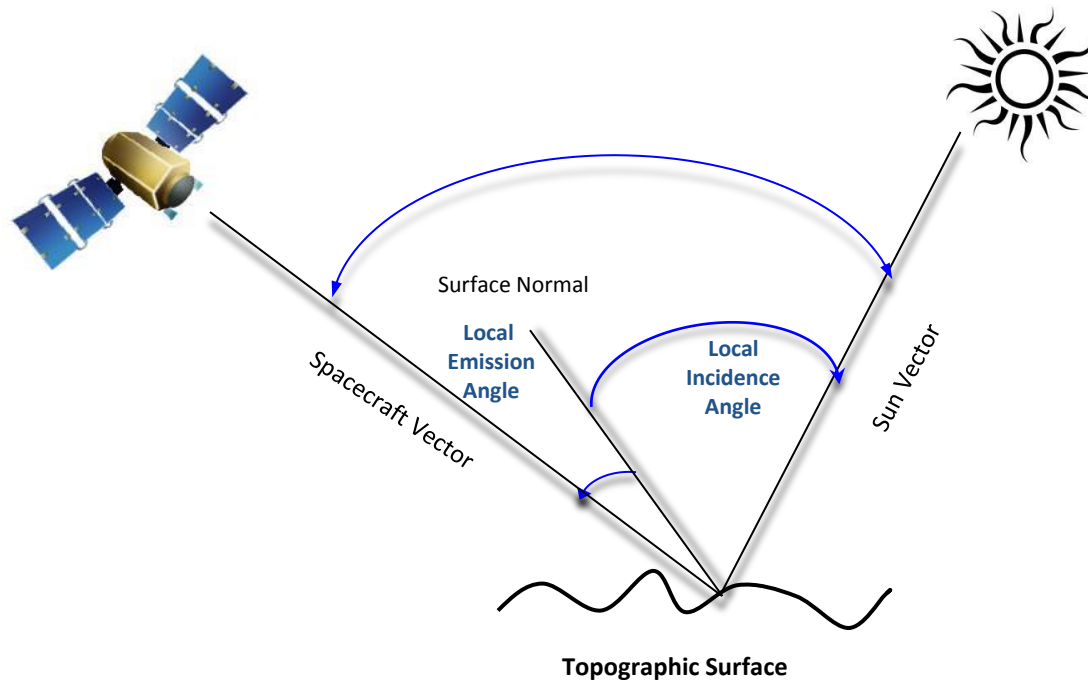 Surface Normal
Local
Emission
Angle
Local
Incidence
Angle
Spacecraft Vector
Sun Vector
Topographic Surface